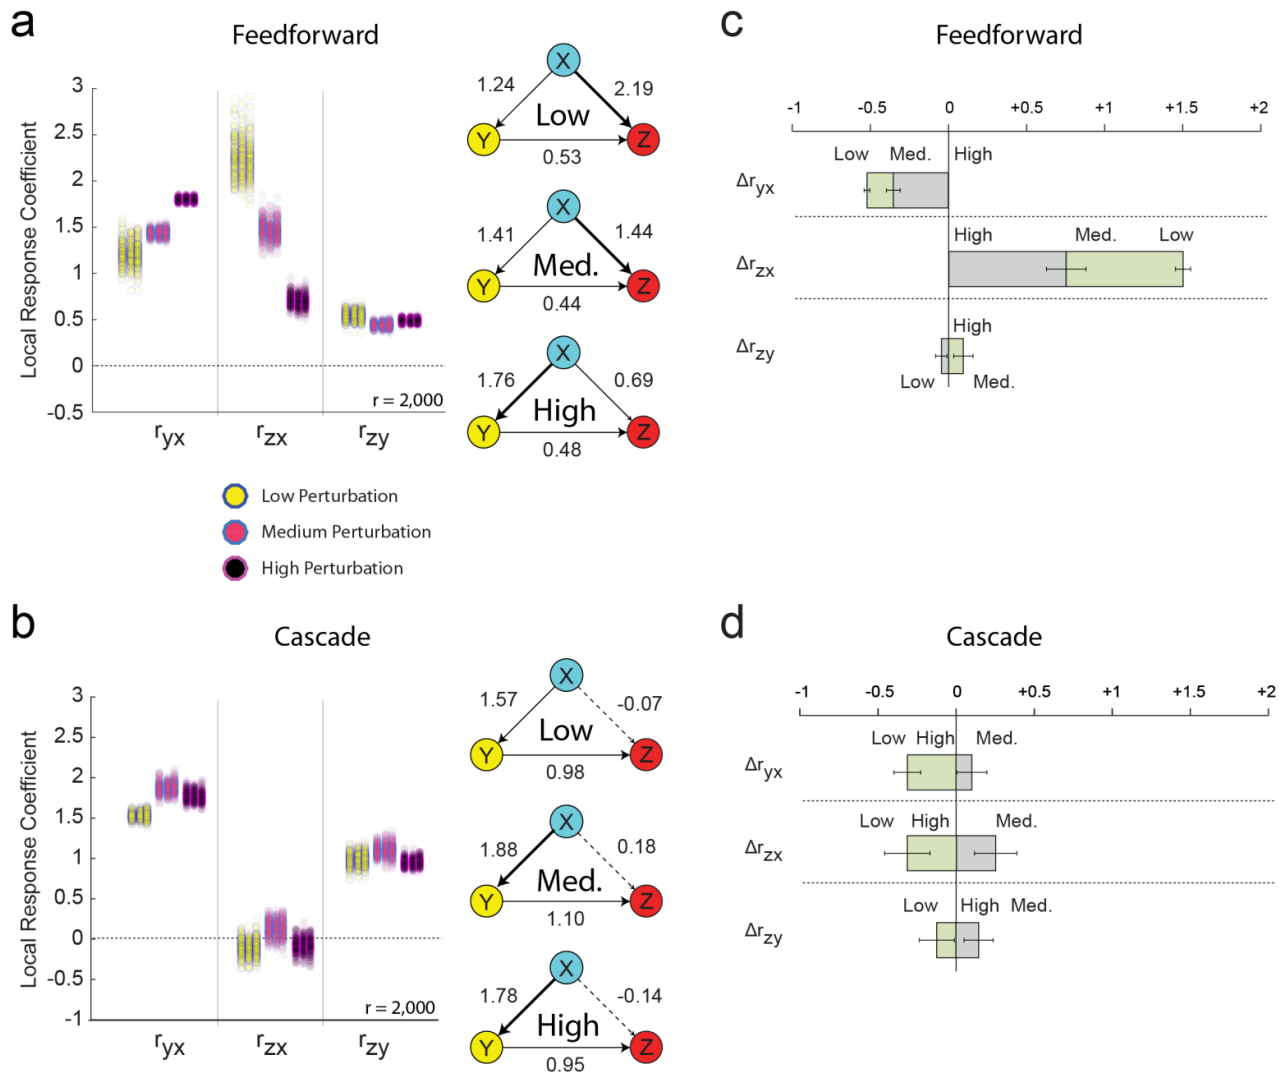 a
Feedforward
3
2.5
2
1.5
1
0.5
0
-0.5
Local Response Coefficient
r = 2,000
ryx
rzx
rzy
X
1.24
2.19
Low
Y
Z
0.53
X
1.41
1.44
Med.
Y
Z
0.44
X
1.76
0.69
High
Y
Z
0.48
Low Perturbation
Medium Perturbation
High Perturbation
c
Feedforward
-1 -0.5 0 +0.5 +1 +1.5 +2
Low Med. High
Δryx
High Med. Low
Δrzx
High
Δrzy
Low Med.
b
Cascade
3
2.5
2
1.5
1
0.5
0
-0.5
-1
Local Response Coefficient
r = 2,000
ryx
rzx
rzy
X
1.57
-0.07
Low
Y
Z
0.98
X
1.88
0.18
Med.
Y
Z
1.10
X
1.78
-0.14
High
Y
Z
0.95
d
Cascade
-1 -0.5 0 +0.5 +1 +1.5 +2
Low High Med.
Δryx
Low High Med.
Δrzx
Low High Med.
Δrzy